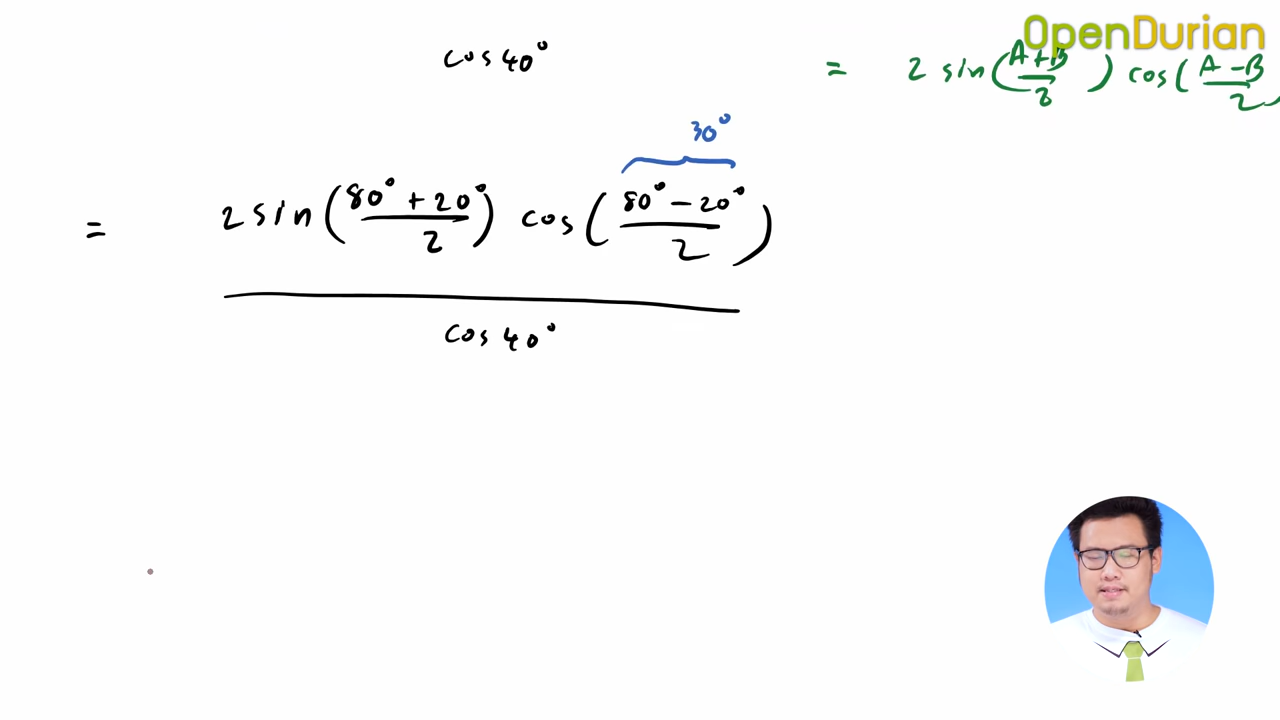 OpenDurian
cos 40°
= 2 sin(A+B/2) cos(A-B/2)
30°
= 2 sin(80° + 20°/2) cos(80° - 20°/2)
cos 40°